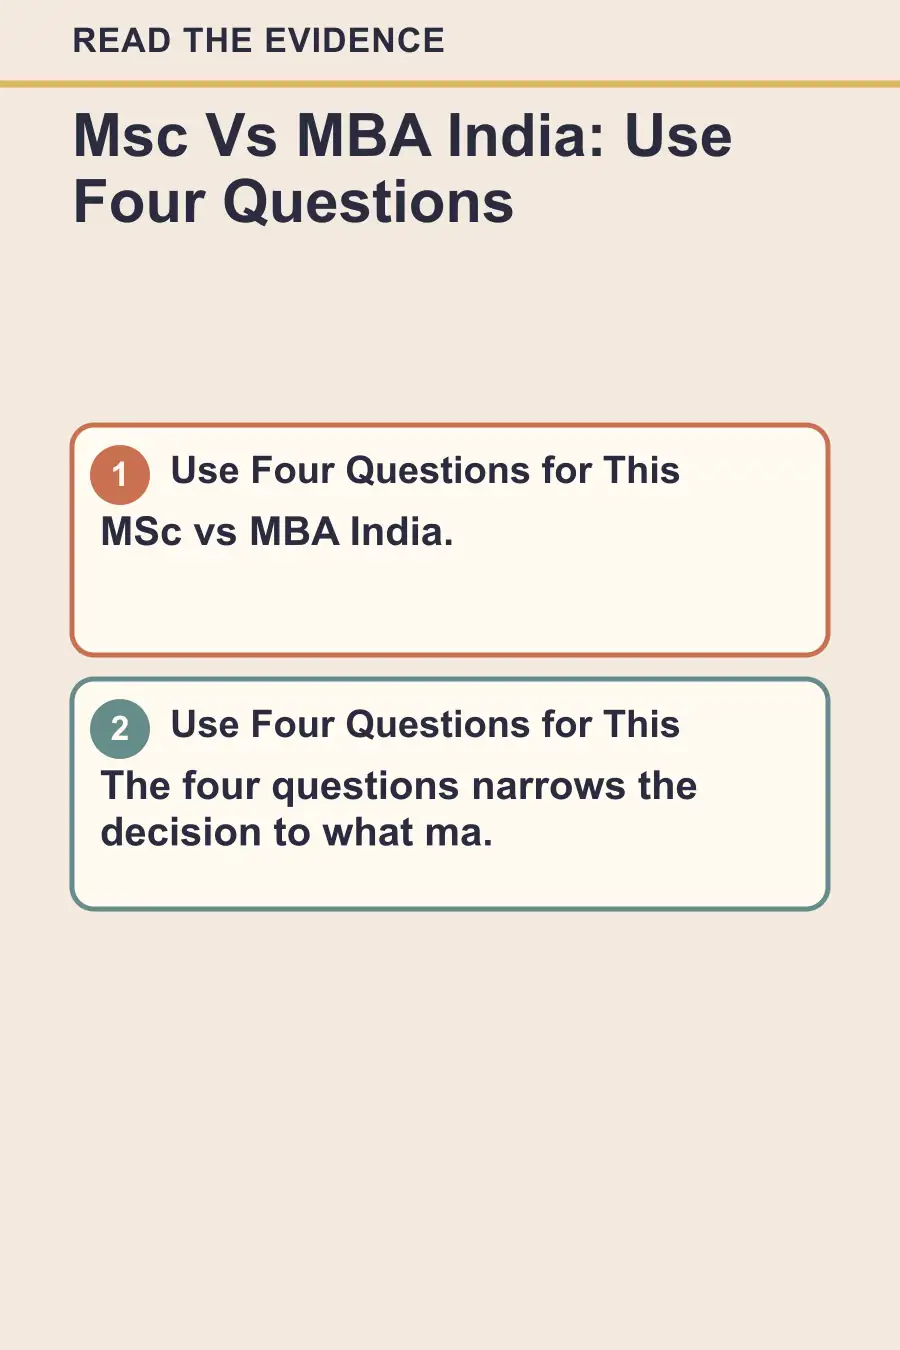 READ THE EVIDENCE
Msc Vs MBA India: Use
Four Questions
1 Use Four Questions for This
MSc vs MBA India.
2 Use Four Questions for This
The four questions narrows the
decision to what ma.